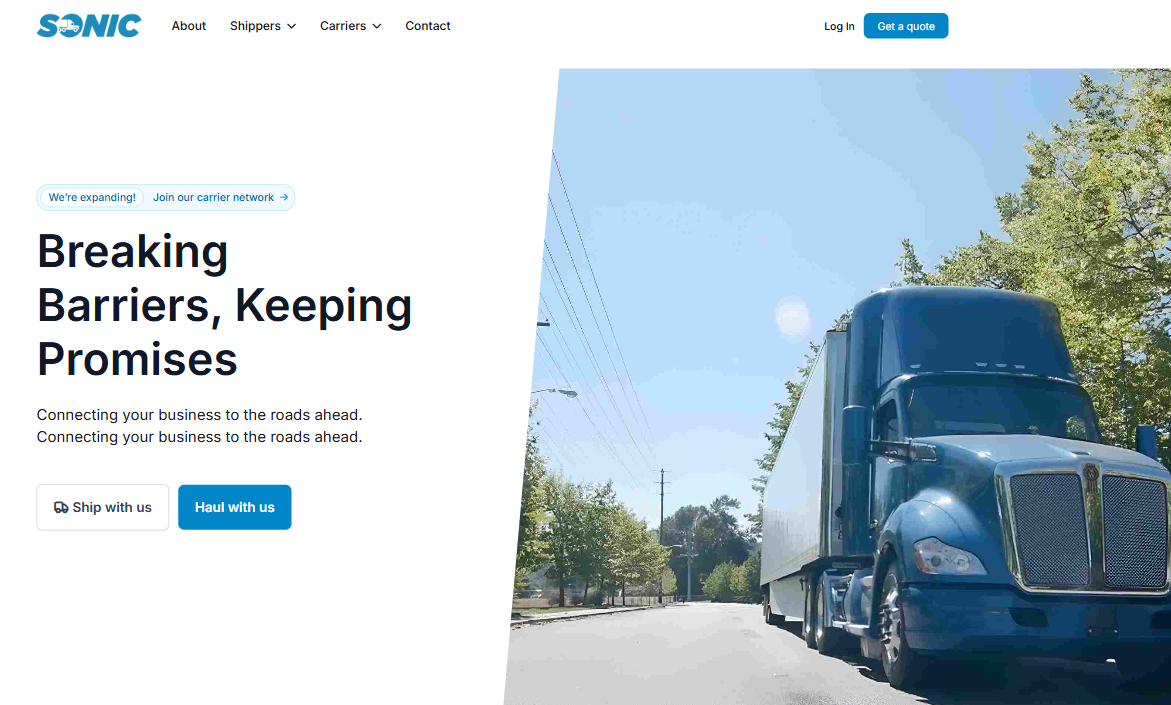 SONIC
About
Shippers
Carriers
Contact
Log In
Get a quote
We're expanding! Join our carrier network →
Breaking
Barriers, Keeping
Promises
Connecting your business to the roads ahead.
Connecting your business to the roads ahead.
Ship with us
Haul with us